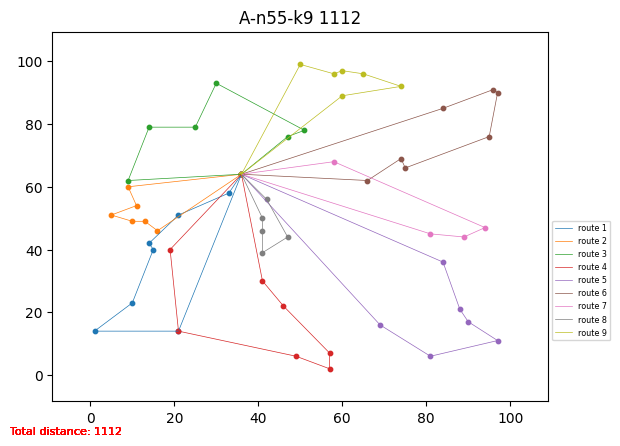 A-n55-k9 1112
100
80
60
40
20
0
0 20 40 60 80 100
route 1
route 2
route 3
route 4
route 5
route 6
route 7
route 8
route 9
Total distance: 1112